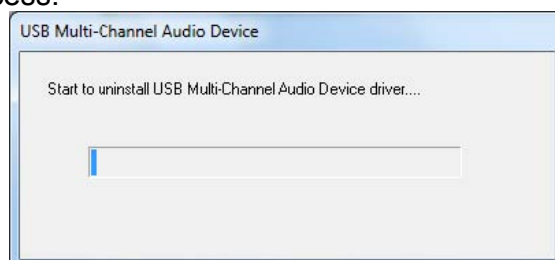 USB Multi-Channel Audio Device
Start to uninstall USB Multi-Channel Audio Device driver....